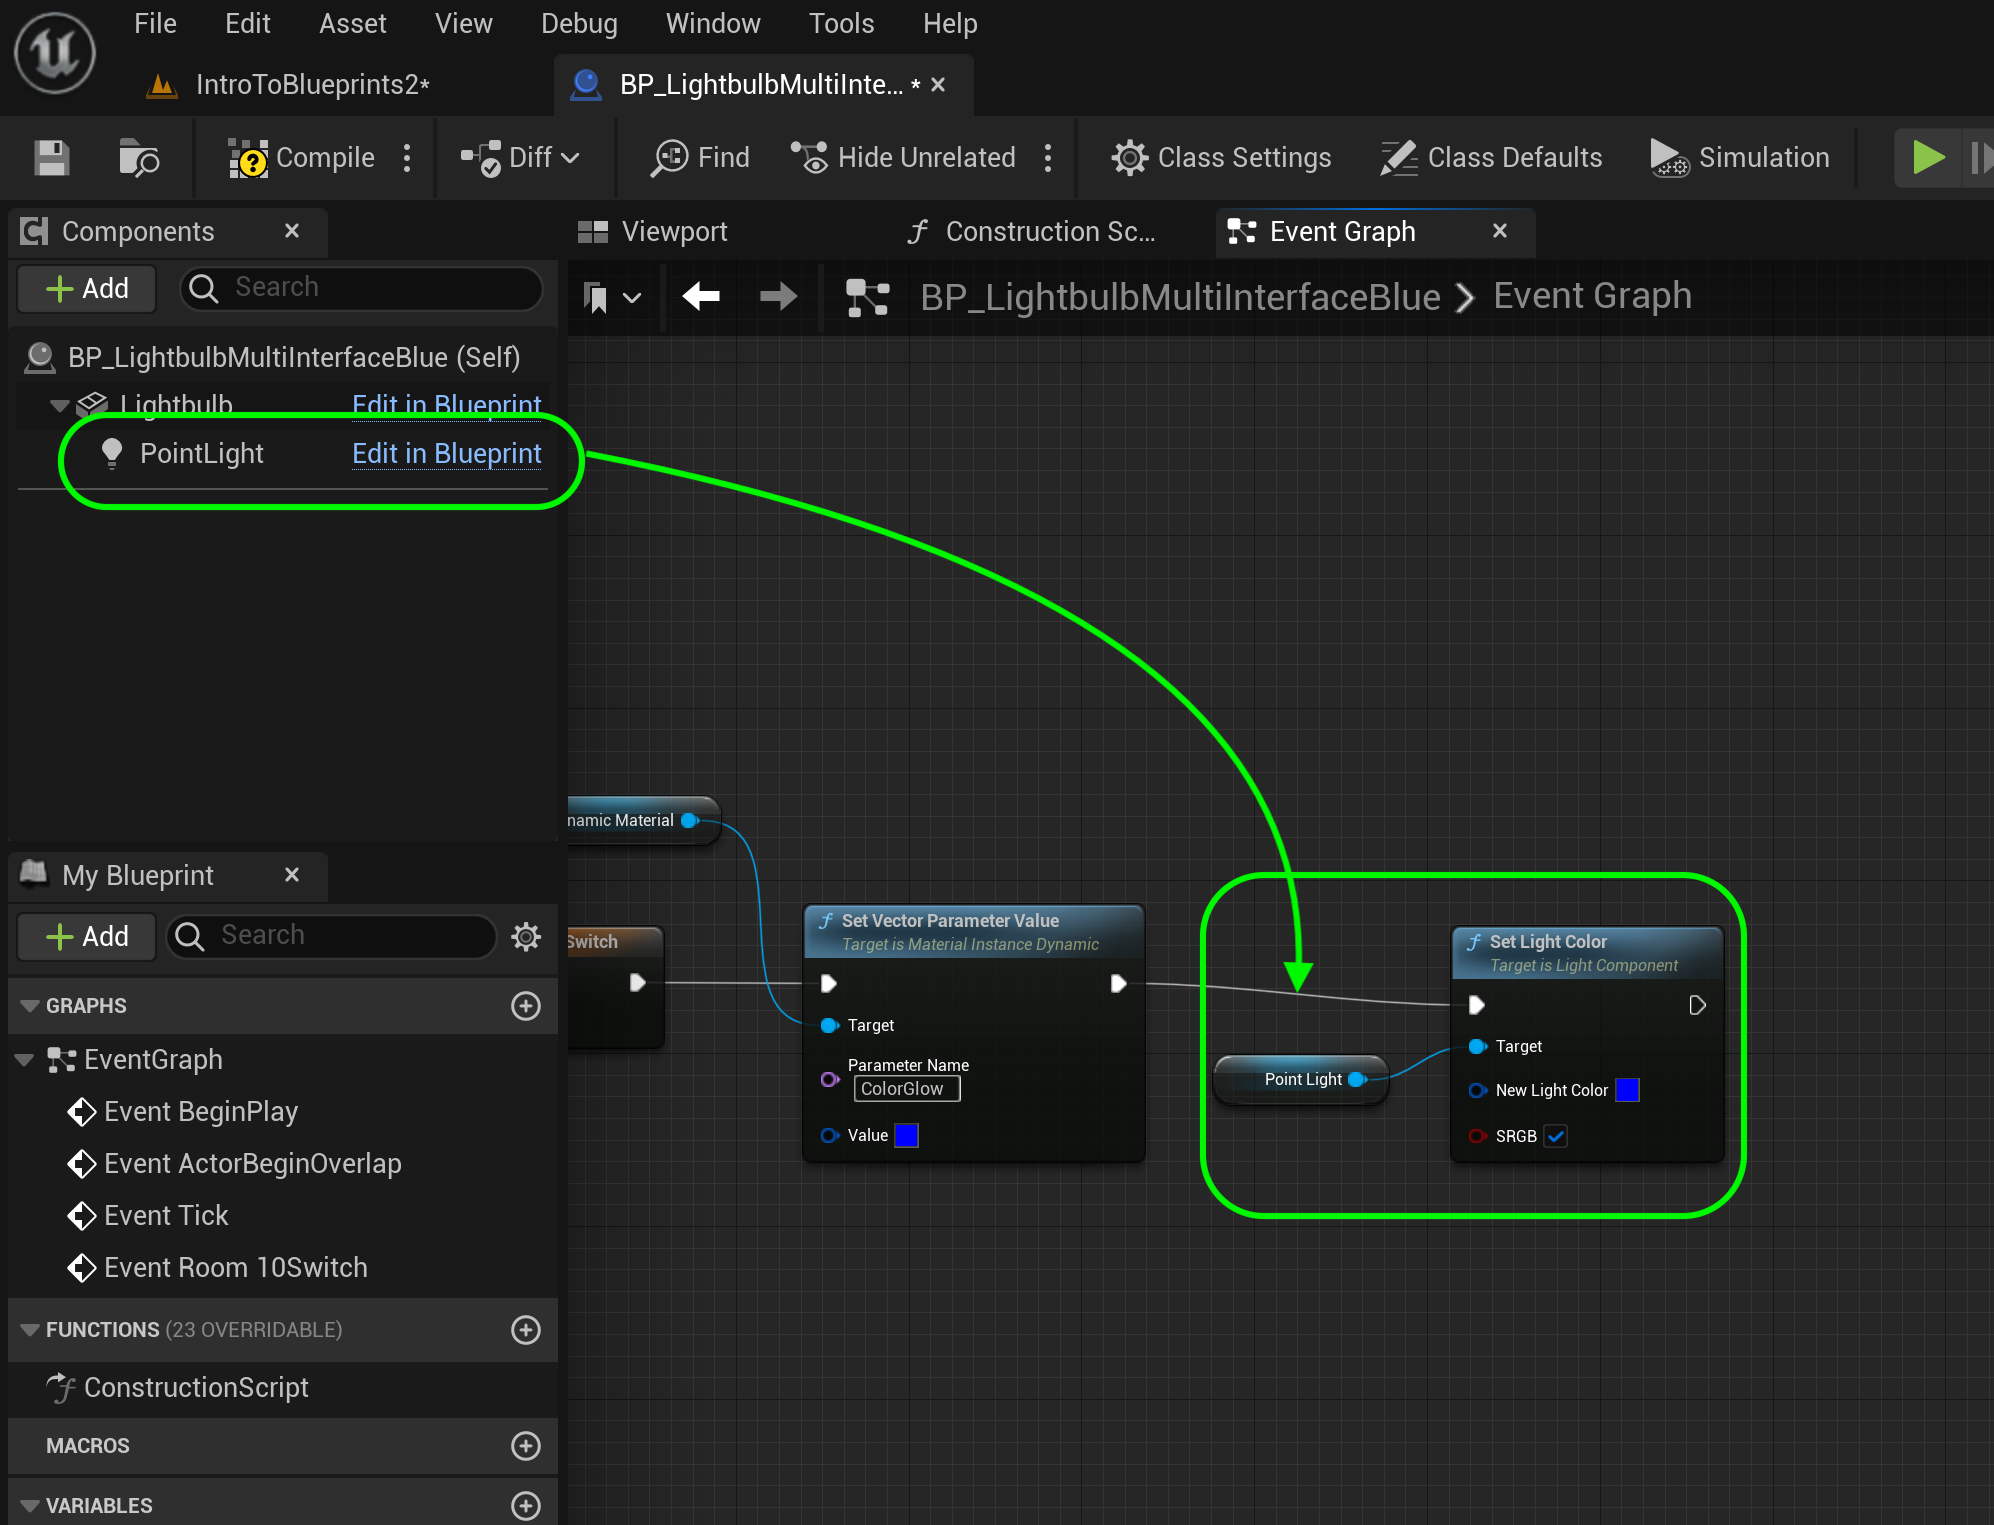 File Edit Asset View Debug Window Tools Help
IntroToBlueprints2*
BP_LightbulbMultiInte... *
Compile
Diff
Find
Hide Unrelated
Class Settings
Class Defaults
Simulation
Components
Add
Search
BP_LightbulbMultiInterfaceBlue (Self)
Lightbulb Edit in Blueprint
PointLight Edit in Blueprint
Viewport
Construction Sc...
Event Graph
BP_LightbulbMultiInterfaceBlue > Event Graph
namic Material
Switch
Set Vector Parameter Value
Target is Material Instance Dynamic
Target
Parameter Name
ColorGlow
Value
Point Light
Set Light Color
Target is Light Component
Target
New Light Color
SRGB
My Blueprint
Add
Search
GRAPHS
EventGraph
Event BeginPlay
Event ActorBeginOverlap
Event Tick
Event Room 10Switch
FUNCTIONS (23 OVERRIDABLE)
ConstructionScript
MACROS
VARIABLES